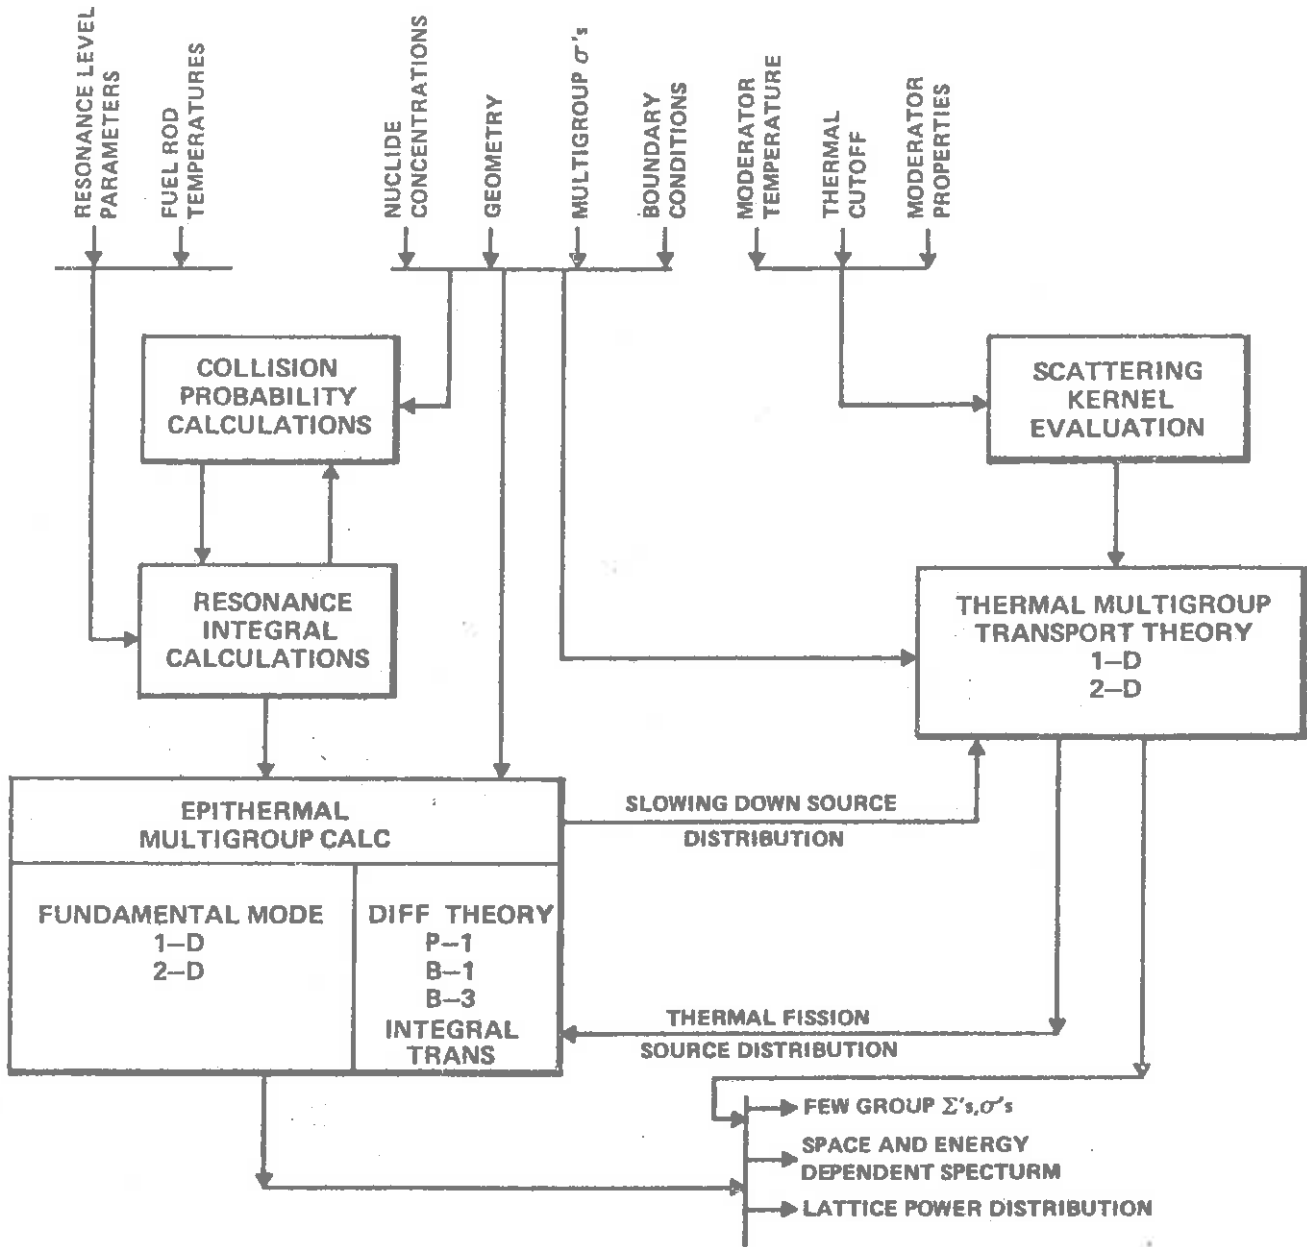 RESONANCE LEVEL
PARAMETERS
FUEL ROD
TEMPERATURES
NUCLIDE
CONCENTRATIONS
GEOMETRY
MULTIGROUP σ's
BOUNDARY
CONDITIONS
MODERATOR
TEMPERATURE
THERMAL
CUTOFF
MODERATOR
PROPERTIES
COLLISION
PROBABILITY
CALCULATIONS
SCATTERING
KERNEL
EVALUATION
RESONANCE
INTEGRAL
CALCULATIONS
THERMAL MULTIGROUP
TRANSPORT THEORY
1–D
2–D
EPITHERMAL
MULTIGROUP CALC
SLOWING DOWN SOURCE
DISTRIBUTION
FUNDAMENTAL MODE
1–D
2–D
DIFF THEORY
P–1
B–1
B–3
INTEGRAL
TRANS
THERMAL FISSION
SOURCE DISTRIBUTION
FEW GROUP Σ's,σ's
SPACE AND ENERGY
DEPENDENT SPECTURM
LATTICE POWER DISTRIBUTION